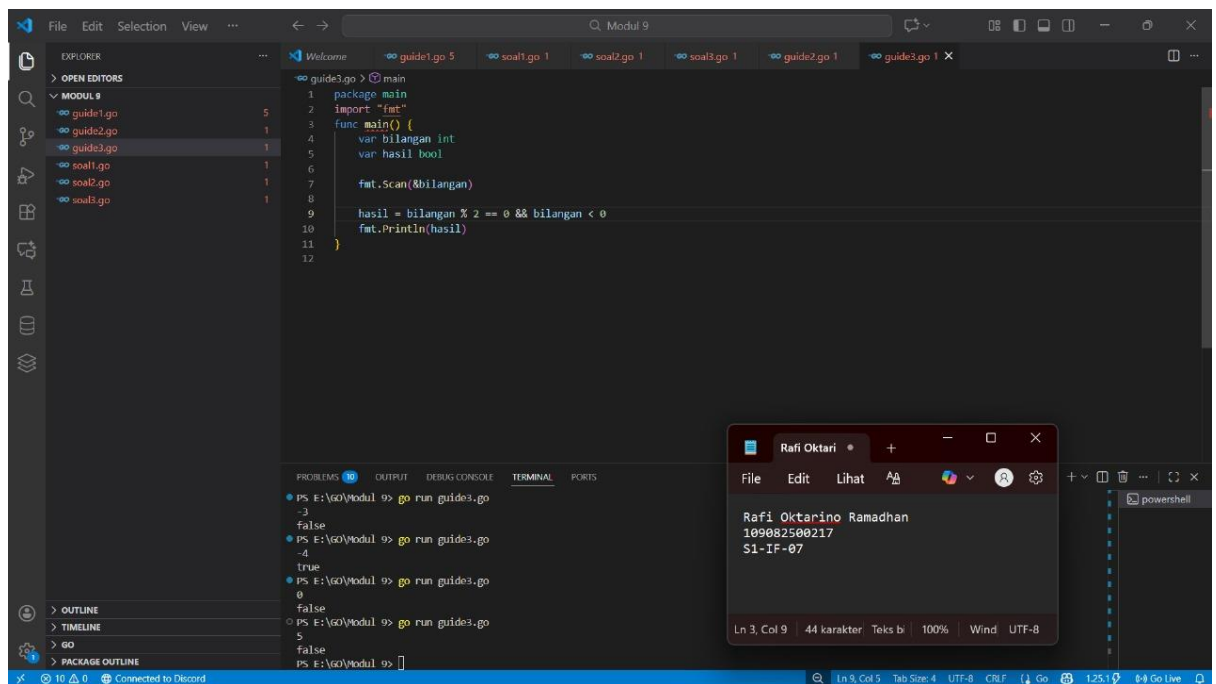 File Edit Selection View ... Modul 9
EXPLORER ...
OPEN EDITORS
MODUL 9
guide1.go 5
guide2.go 1
guide3.go 1
soal1.go 1
soal2.go 1
soal3.go 1
Welcome guide1.go 5 soal1.go 1 soal2.go 1 soal3.go 1 guide2.go 1 guide3.go 1
guide3.go > main
1 package main
2 import "fmt"
3 func main() {
4 var bilangan int
5 var hasil bool
6
7 fmt.Scan(&bilangan)
8
9 hasil = bilangan % 2 == 0 && bilangan < 0
10 fmt.Println(hasil)
11 }
12
PROBLEMS 10 OUTPUT DEBUG CONSOLE TERMINAL PORTS
powershell
PS E:\GO\Modul 9> go run guide3.go
-3
false
PS E:\GO\Modul 9> go run guide3.go
-4
true
PS E:\GO\Modul 9> go run guide3.go
0
false
PS E:\GO\Modul 9> go run guide3.go
5
false
PS E:\GO\Modul 9>
Rafi Oktari
File Edit Lihat
Rafi Oktarino Ramadhan
109082500217
S1-IF-07
Ln 3, Col 9 44 karakter Teks bi 100% Wind UTF-8
OUTLINE
TIMELINE
GO
PACKAGE OUTLINE
1
10 0 Connected to Discord Ln 9, Col 5 Tab Size: 4 UTF-8 CRLF Go 1.25.1 Go Live